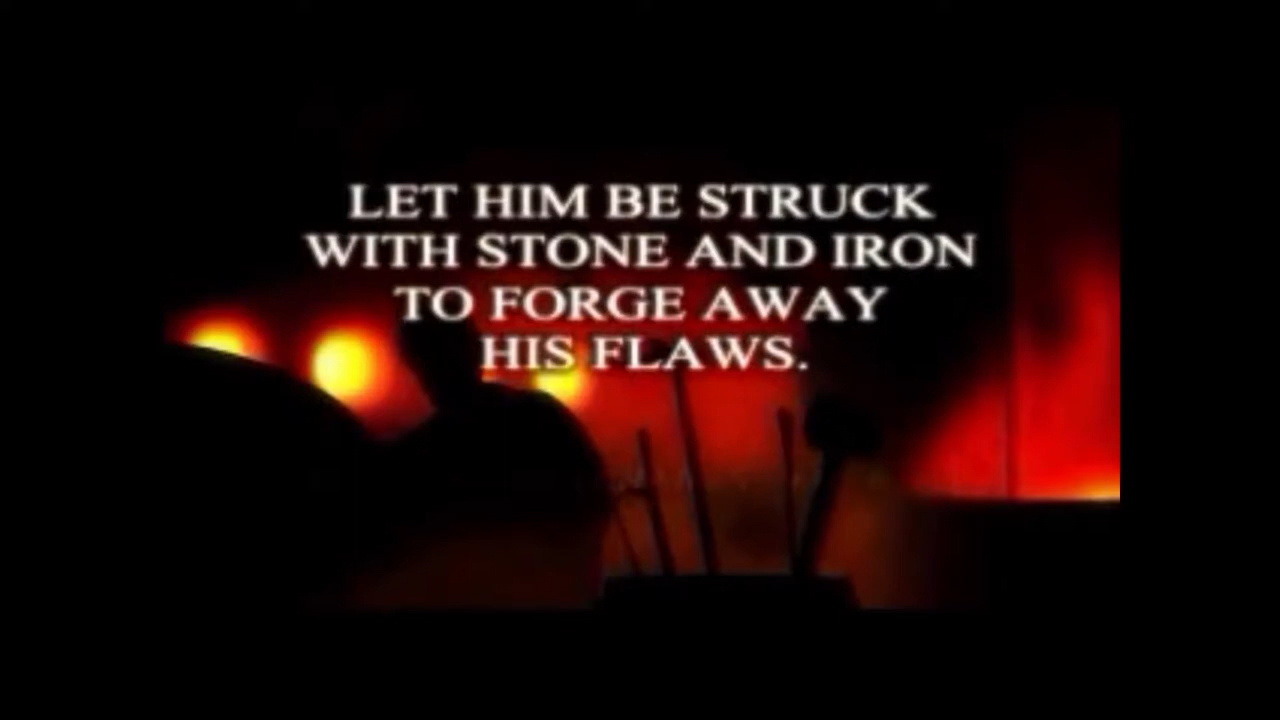 LET HIM BE STRUCK
WITH STONE AND IRON
TO FORGE AWAY
HIS FLAWS.